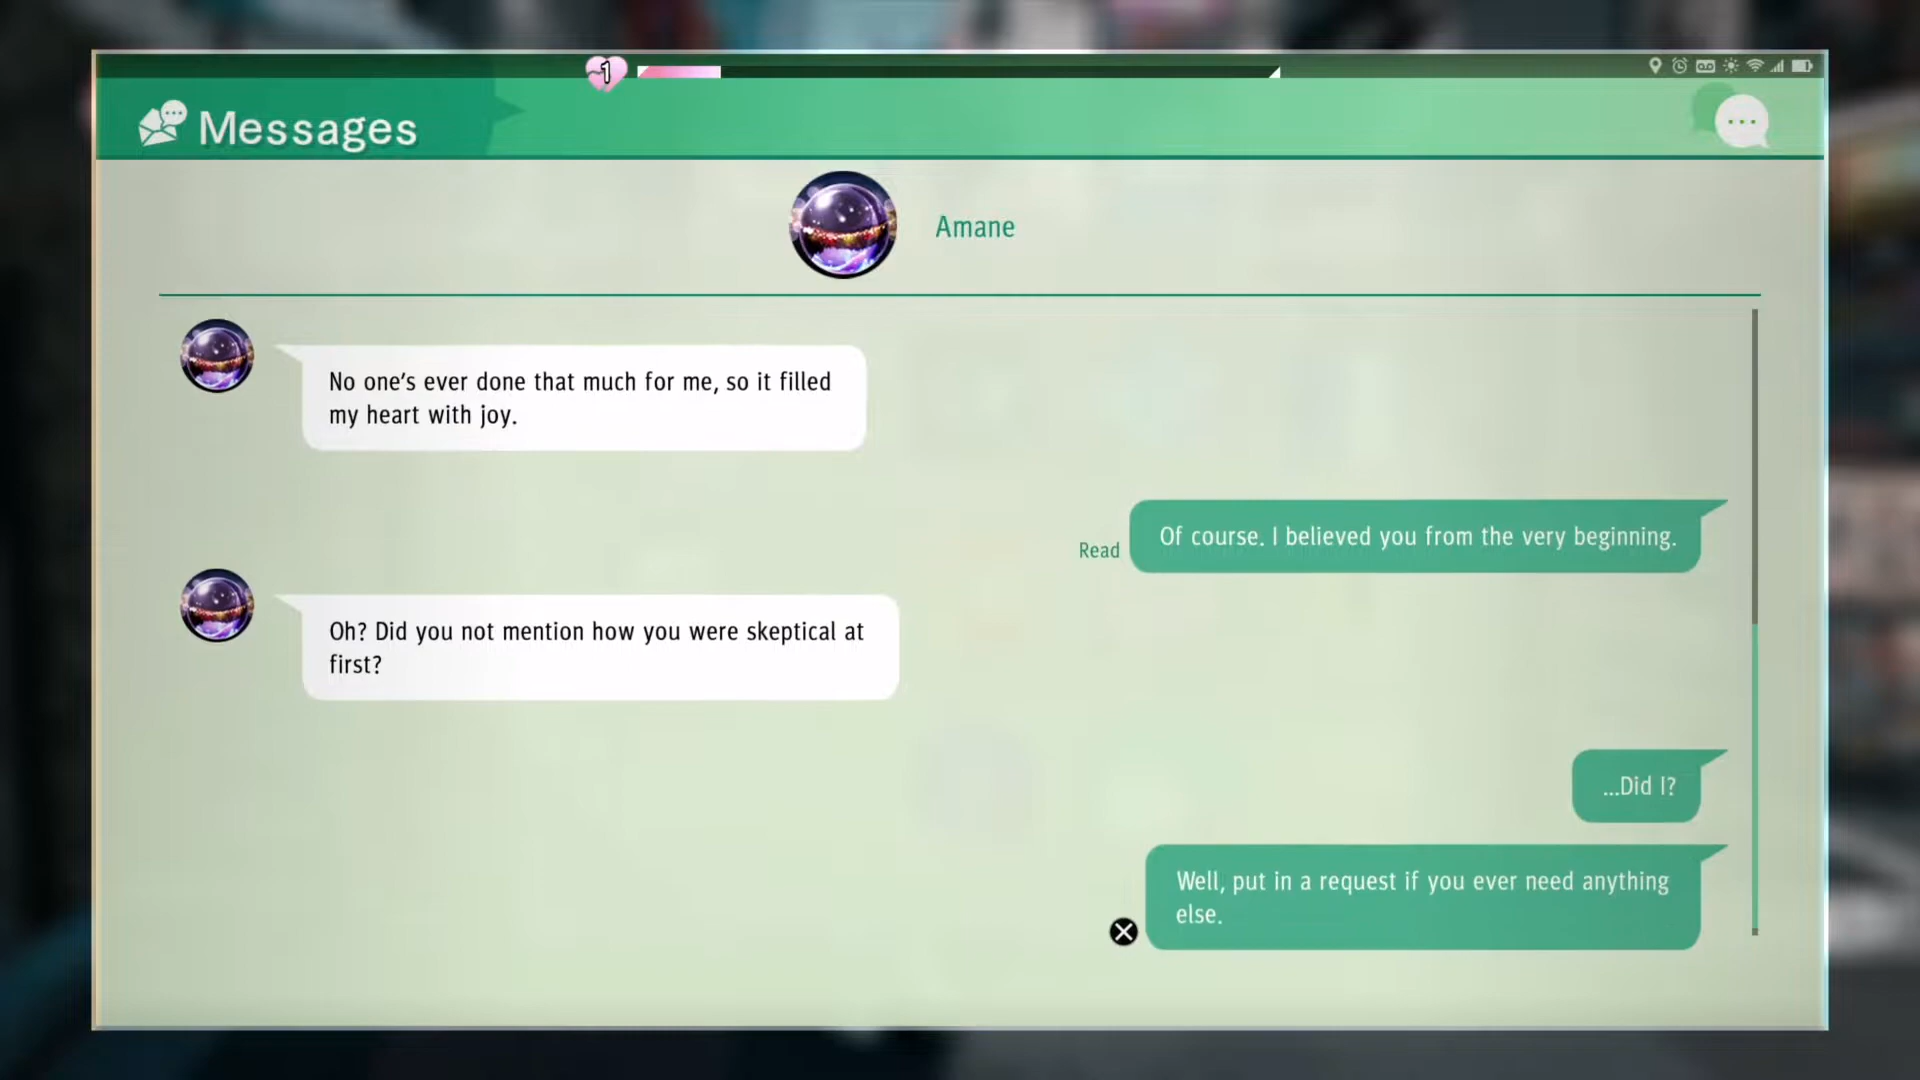 1
Messages
Amane
No one's ever done that much for me, so it filled
my heart with joy.
Of course. I believed you from the very beginning.
Read
Oh? Did you not mention how you were skeptical at
first?
...Did I?
Well, put in a request if you ever need anything
else.